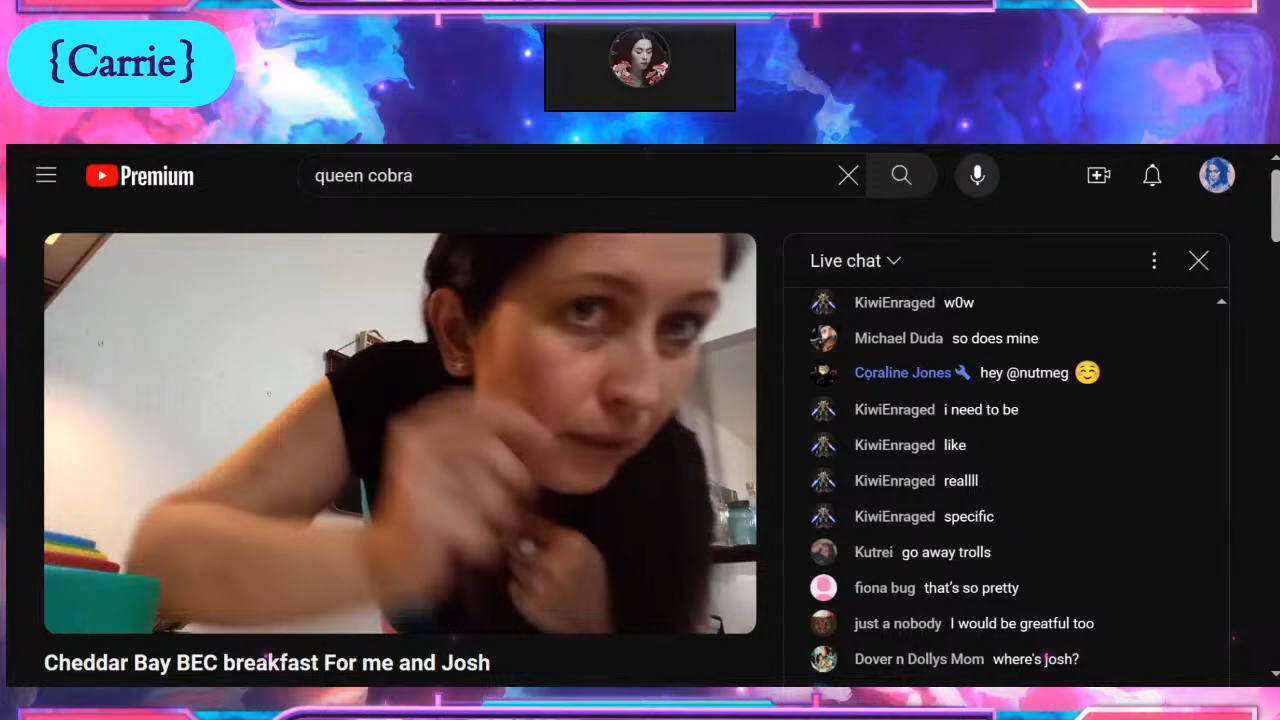 {Carrie}
Premium
queen cobra
Live chat
KiwiEnraged w0w
Michael Duda so does mine
Coraline Jones hey @nutmeg
KiwiEnraged i need to be
KiwiEnraged like
KiwiEnraged reallll
KiwiEnraged specific
Kutrei go away trolls
fiona bug that's so pretty
just a nobody I would be greatful too
Dover n Dollys Mom where's josh?
Cheddar Bay BEC breakfast For me and Josh